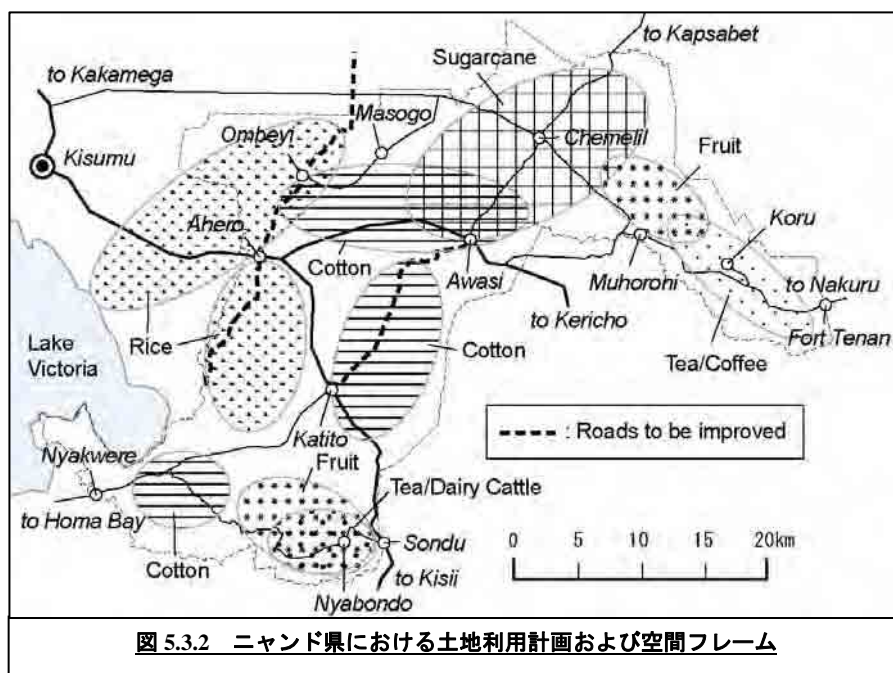 to Kapsabet
Sugarcane
to Kakamega
Masogo
Ombeyi
Chemelil
Fruit
Kisumu
Koru
Ahero
Cotton
Awasi
Muhorohi
to Nakuru
to Kericho
Rice
Fort Tenan
Lake
Victoria
Cotton
Tea/Coffee
Katito
: Roads to be improved
Nyakwere
Fruit
Tea/Dairy Cattle
to Homa Bay
Sondu
0 5 10 15 20km
Cotton
to Kisii
Nyabondo
図 5.3.2 ニャンド県における土地利用計画および空間フレーム